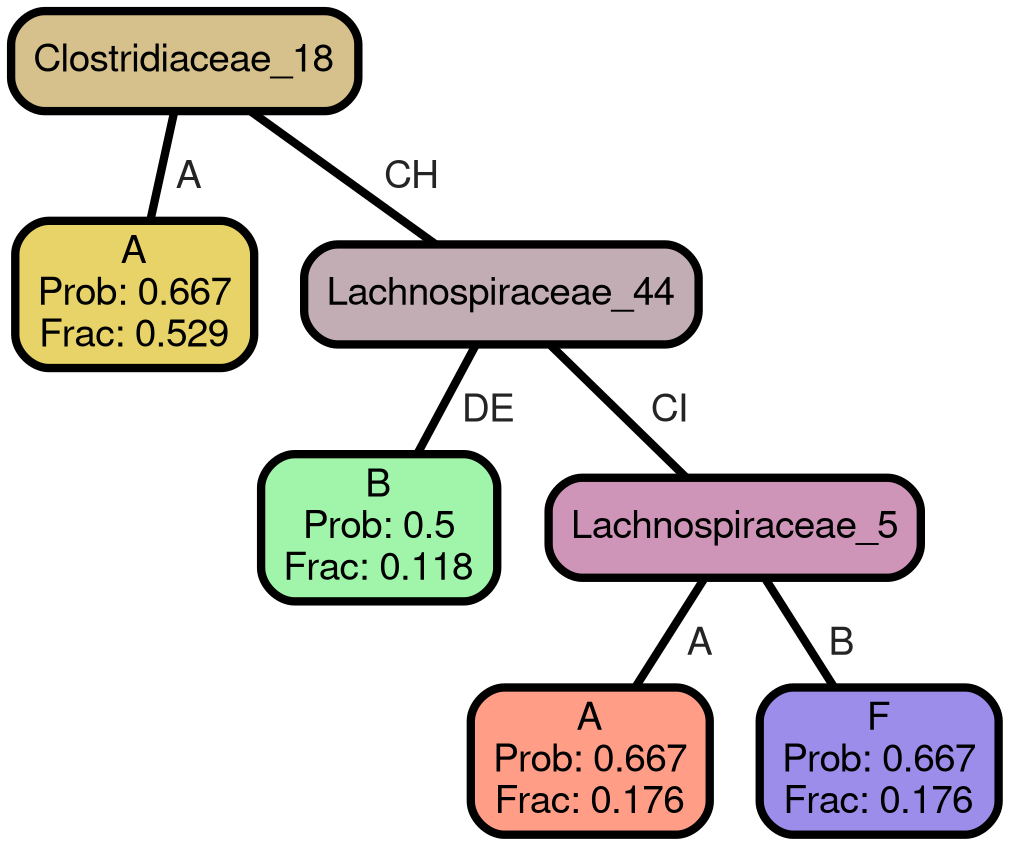 Clostridiaceae_18
A
CH
A
Prob: 0.667
Frac: 0.529
Lachnospiraceae_44
DE
CI
B
Prob: 0.5
Frac: 0.118
Lachnospiraceae_5
A
B
A
Prob: 0.667
Frac: 0.176
F
Prob: 0.667
Frac: 0.176